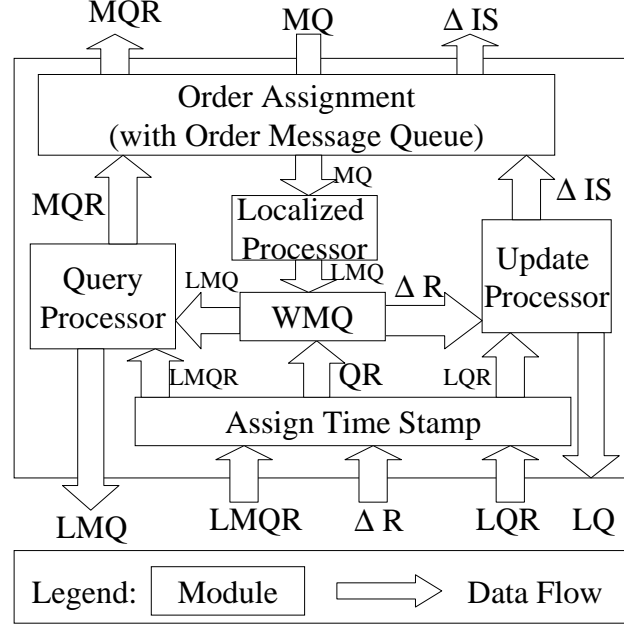 MQR MQ Δ IS
Order Assignment
(with Order Message Queue)
MQ
MQR Δ IS
Localized
Processor
Query
Processor
LMQ LMQ Δ R
WMQ
Update
Processor
LMQR QR LQR
Assign Time Stamp
LMQ LMQR Δ R LQR LQ
Legend: Module Data Flow